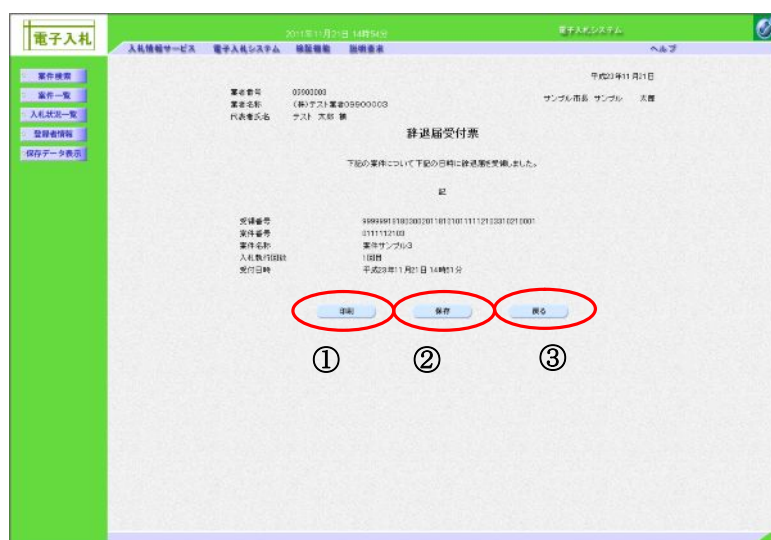 電子入札
2011年11月21日 14時54分
電子入札システム
入札情報サービス 電子入札システム 検証機能 説明要求
ヘルプ
案件検索
案件一覧
入札状況一覧
登録者情報
保存データ表示
平成23年11月21日
業者番号 09900003
業者名称 (株)テスト業者09900003
サンプル市長 サンプル 太郎
代表者氏名 テスト 太郎 様
辞退届受付票
下記の案件について下記の日時に辞退届を受領しました。
記
受領番号
案件番号 0111112103
案件名称 案件サンプル3
入札執行回数 1回目
受付日時 平成23年11月21日 14時51分
印刷 保存 戻る
① ② ③